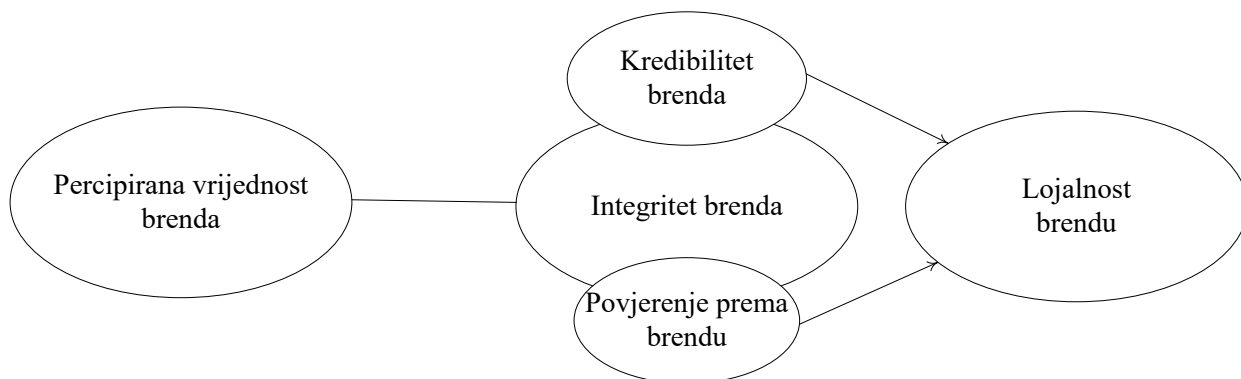 Percipirana vrijednost
brenda
Kredibilitet
brenda
Integritet brenda
Povjerenje prema
brendu
Lojalnost
brendu